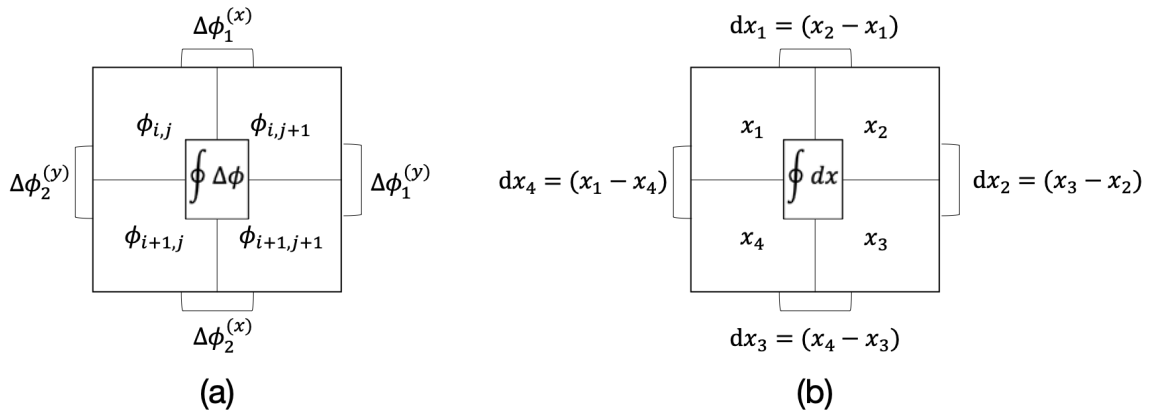 Δϕ₁⁽ˣ⁾
ϕᵢ,ⱼ ϕᵢ,ⱼ₊₁
Δϕ₂⁽ʸ⁾ ∮ Δϕ Δϕ₁⁽ʸ⁾
ϕᵢ₊₁,ⱼ ϕᵢ₊₁,ⱼ₊₁
Δϕ₂⁽ˣ⁾
(a)
dx₁ = (x₂ − x₁)
x₁ x₂
dx₄ = (x₁ − x₄) ∮ dx dx₂ = (x₃ − x₂)
x₄ x₃
dx₃ = (x₄ − x₃)
(b)